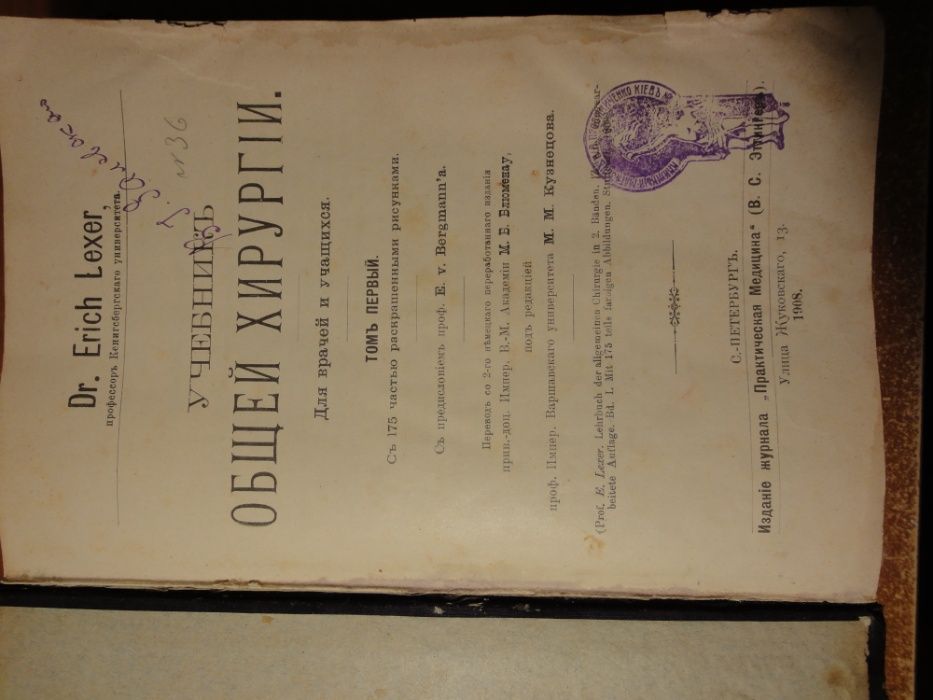 Dr. Erich Lexer,
профессоръ Кенигсбергскаго университета.
№ 36
УЧЕБНИКЪ
ОБЩЕЙ ХИРУРГІИ.
Для врачей и учащихся.
ТОМЪ ПЕРВЫЙ.
Съ 175 частью раскрашенными рисунками.
Съ предисловіемъ проф. E. v. Bergmann'a.
Переводъ со 2-го нѣмецкаго переработаннаго изданія
прив.-доц. Импер. В.-М. Академіи М. Б. Блюменау,
подъ редакціей
проф. Импер. Варшавскаго университета М. М. Кузнецова.
(Prof. E. Lexer. Lehrbuch der allgemeinen Chirurgie in 2. Bänden.
beitete Auflage. Bd. I. Mit 175 teils farbigen Abbildungen.
КІЕВЪ
С.-ПЕТЕРБУРГЪ.
Изданіе журнала „Практическая Медицина“ (В. С. Эттингеръ).
Улица Жуковскаго, 13.
1908.